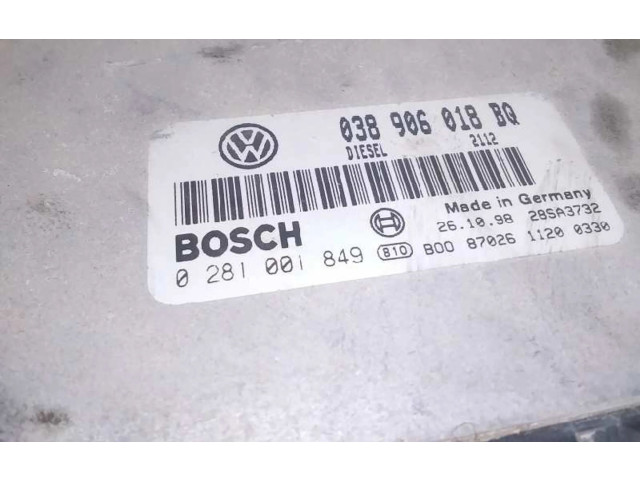 038 906 018 BQ
DIESEL 2112
Made in Germany
BOSCH 26.10.98 28SA3732
0 281 001 849 B10 B00 87026 1120 0330